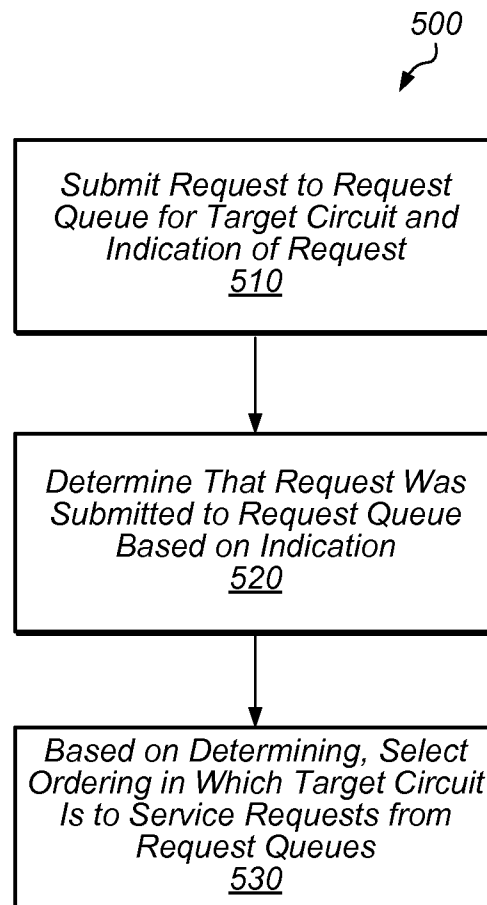 500
Submit Request to Request
Queue for Target Circuit and
Indication of Request
510
Determine That Request Was
Submitted to Request Queue
Based on Indication
520
Based on Determining, Select
Ordering in Which Target Circuit
Is to Service Requests from
Request Queues
530